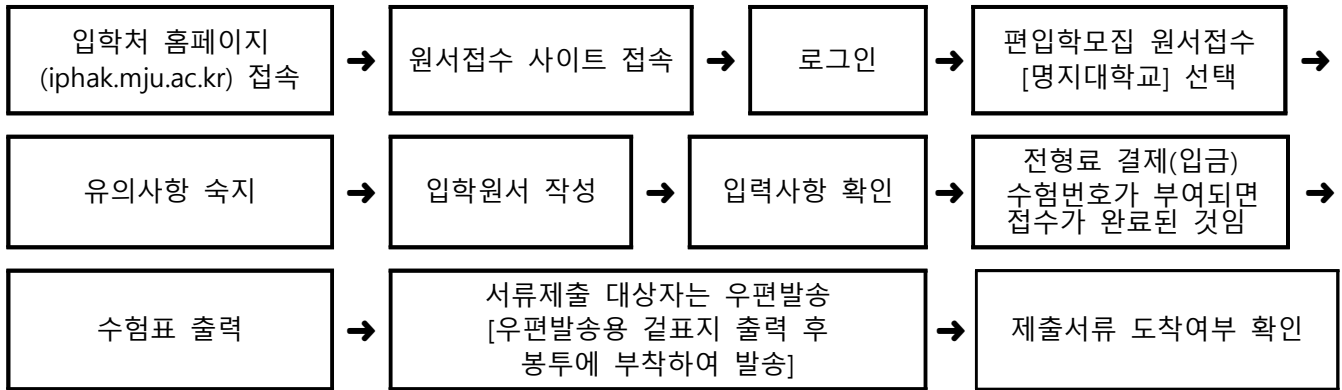 입학처 홈페이지
(iphak.mju.ac.kr) 접속
➜
원서접수 사이트 접속
➜
로그인
➜
편입학모집 원서접수
[명지대학교] 선택
➜
유의사항 숙지
➜
입학원서 작성
➜
입력사항 확인
➜
전형료 결제(입금)
수험번호가 부여되면
접수가 완료된 것임
➜
수험표 출력
➜
서류제출 대상자는 우편발송
[우편발송용 겉표지 출력 후
봉투에 부착하여 발송]
➜
제출서류 도착여부 확인